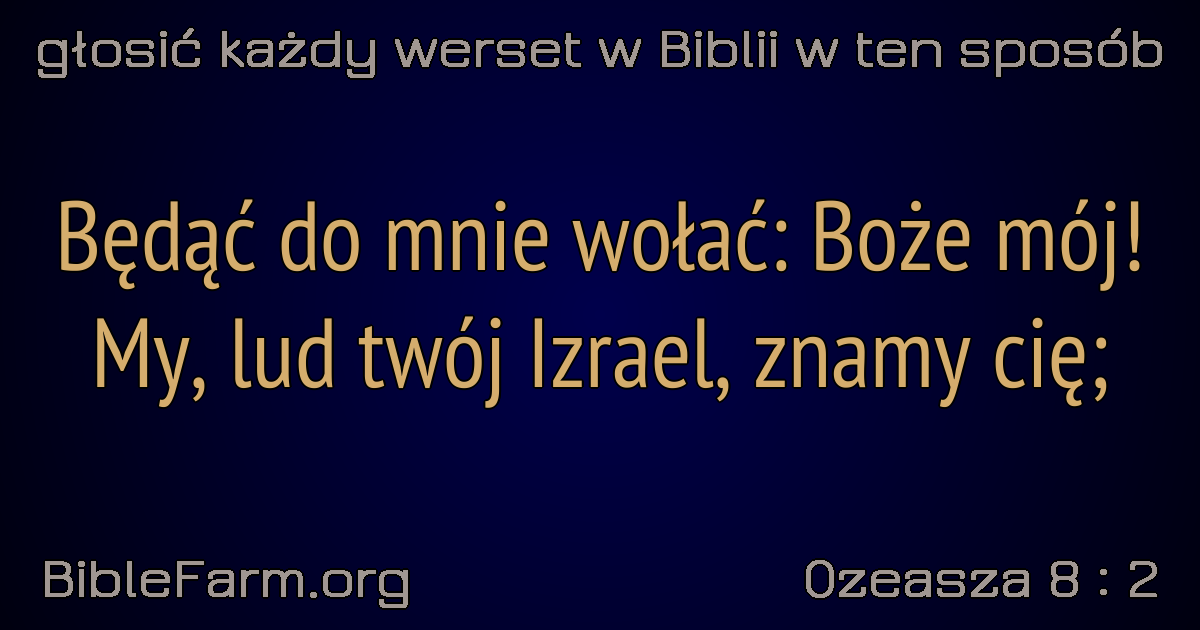 głosić każdy werset w Biblii w ten sposób
Będąć do mnie wołać: Boże mój!
My, lud twój Izrael, znamy cię;
BibleFarm.org
Ozeasza 8 : 2